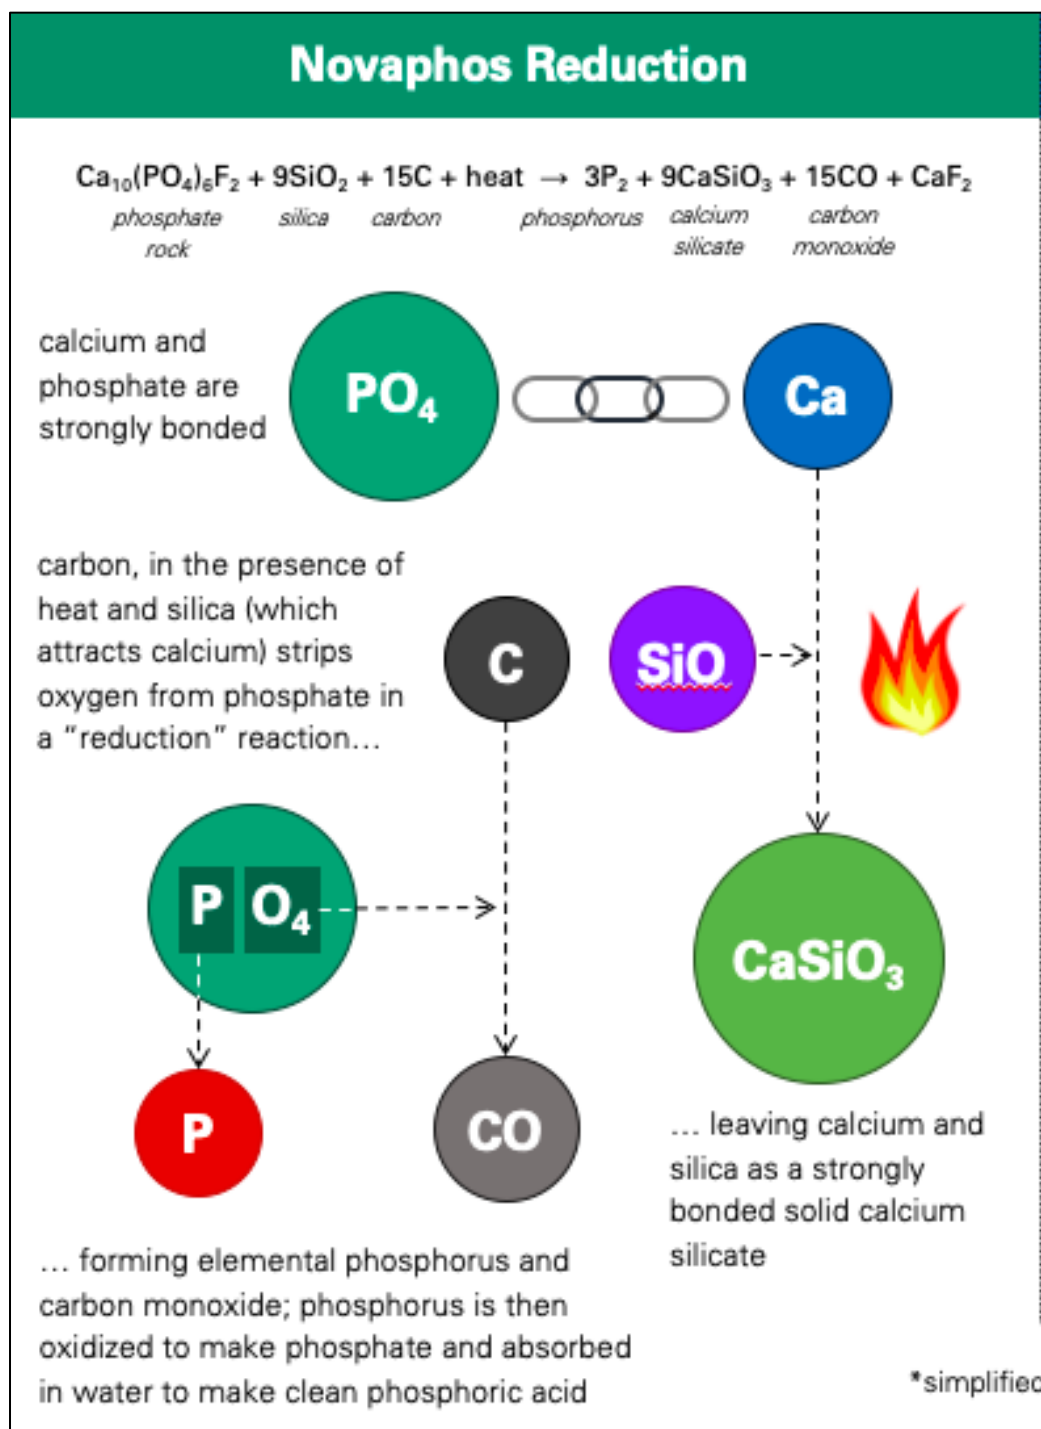 Novaphos Reduction
Ca₁₀(PO₄)₆F₂ + 9SiO₂ + 15C + heat → 3P₂ + 9CaSiO₃ + 15CO + CaF₂
phosphate silica carbon phosphorus calcium carbon
rock silicate monoxide
calcium and
phosphate are
strongly bonded
PO₄
Ca
carbon, in the presence of
heat and silica (which
attracts calcium) strips
oxygen from phosphate in
a “reduction” reaction…
C
SiO
P O₄
CaSiO₃
P
CO
… leaving calcium and
silica as a strongly
bonded solid calcium
silicate
… forming elemental phosphorus and
carbon monoxide; phosphorus is then
oxidized to make phosphate and absorbed
in water to make clean phosphoric acid
*simplified